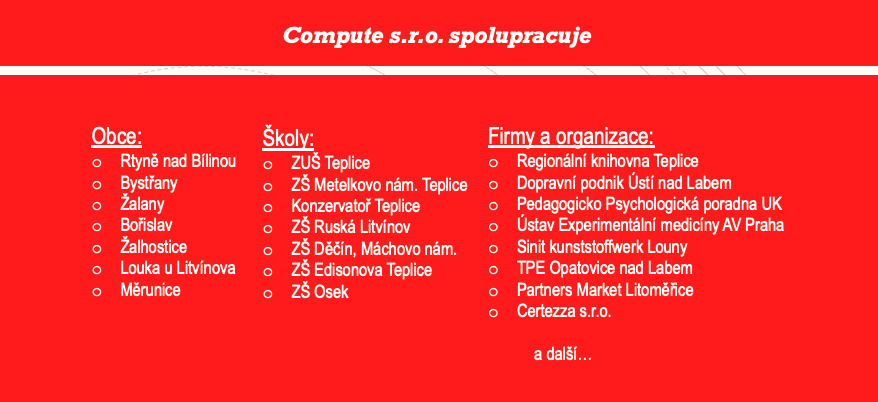 Compute s.r.o. spolupracuje
Obce:
o Rtyně nad Bílinou
o Bystřany
o Žalany
o Bořislav
o Žalhostice
o Louka u Litvínova
o Měrunice
Školy:
o ZUŠ Teplice
o ZŠ Metelkovo nám. Teplice
o Konzervatoř Teplice
o ZŠ Ruská Litvínov
o ZŠ Děčín, Máchovo nám.
o ZŠ Edisonova Teplice
o ZŠ Osek
Firmy a organizace:
o Regionální knihovna Teplice
o Dopravní podnik Ústí nad Labem
o Pedagogicko Psychologická poradna UK
o Ústav Experimentální medicíny AV Praha
o Sinit kunststoffwerk Louny
o TPE Opatovice nad Labem
o Partners Market Litoměřice
o Certezza s.r.o.
a další…